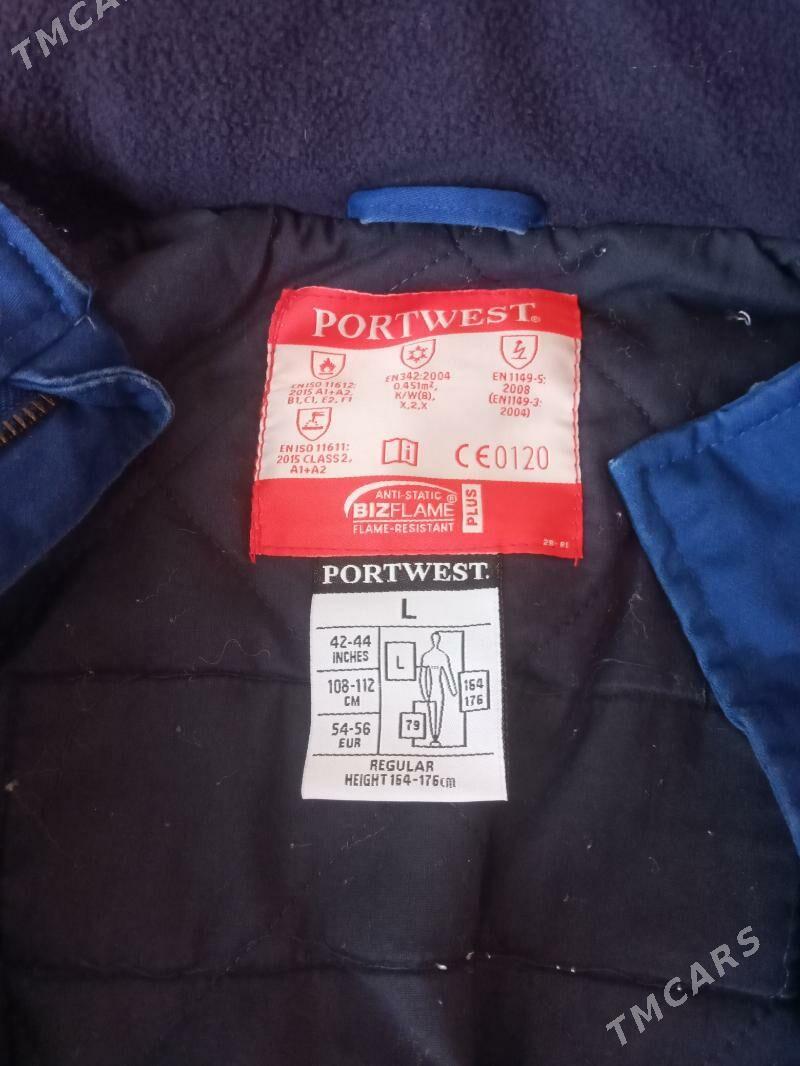 TMCARS
PORTWEST®
EN ISO 11612:
2015 A1+A2,
B1, C1, E2, F1
EN342:2004
0.451m²,
K/W(B),
X,2,X
EN1149-5:
2008
(EN1149-3:
2004)
EN ISO 11611:
2015 CLASS 2,
A1+A2
i
CE0120
ANTI-STATIC
BIZFLAME®
PLUS
FLAME-RESISTANT
PORTWEST.
L
42-44
INCHES
108-112
CM
54-56
EUR
L
164
176
79
REGULAR
HEIGHT 164-176cm
TMCARS